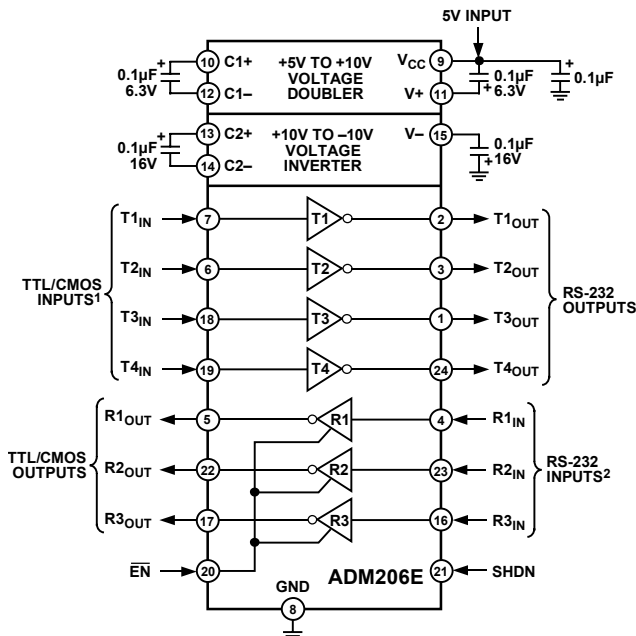 5V INPUT
10 C1+ +5V TO +10V VOLTAGE DOUBLER VCC 9
+ 0.1µF 6.3V
12 C1– V+ 11
+ 0.1µF 6.3V
+ 0.1µF
13 C2+ +10V TO –10V VOLTAGE INVERTER V– 15
+ 0.1µF 16V
14 C2–
0.1µF +16V
TTL/CMOS INPUTS1
T1IN 7 T1 2 T1OUT
T2IN 6 T2 3 T2OUT
T3IN 18 T3 1 T3OUT
T4IN 19 T4 24 T4OUT
RS-232 OUTPUTS
TTL/CMOS OUTPUTS
R1OUT 5 R1 4 R1IN
R2OUT 22 R2 23 R2IN
R3OUT 17 R3 16 R3IN
RS-232 INPUTS2
EN 20 ADM206E 21 SHDN
GND
8